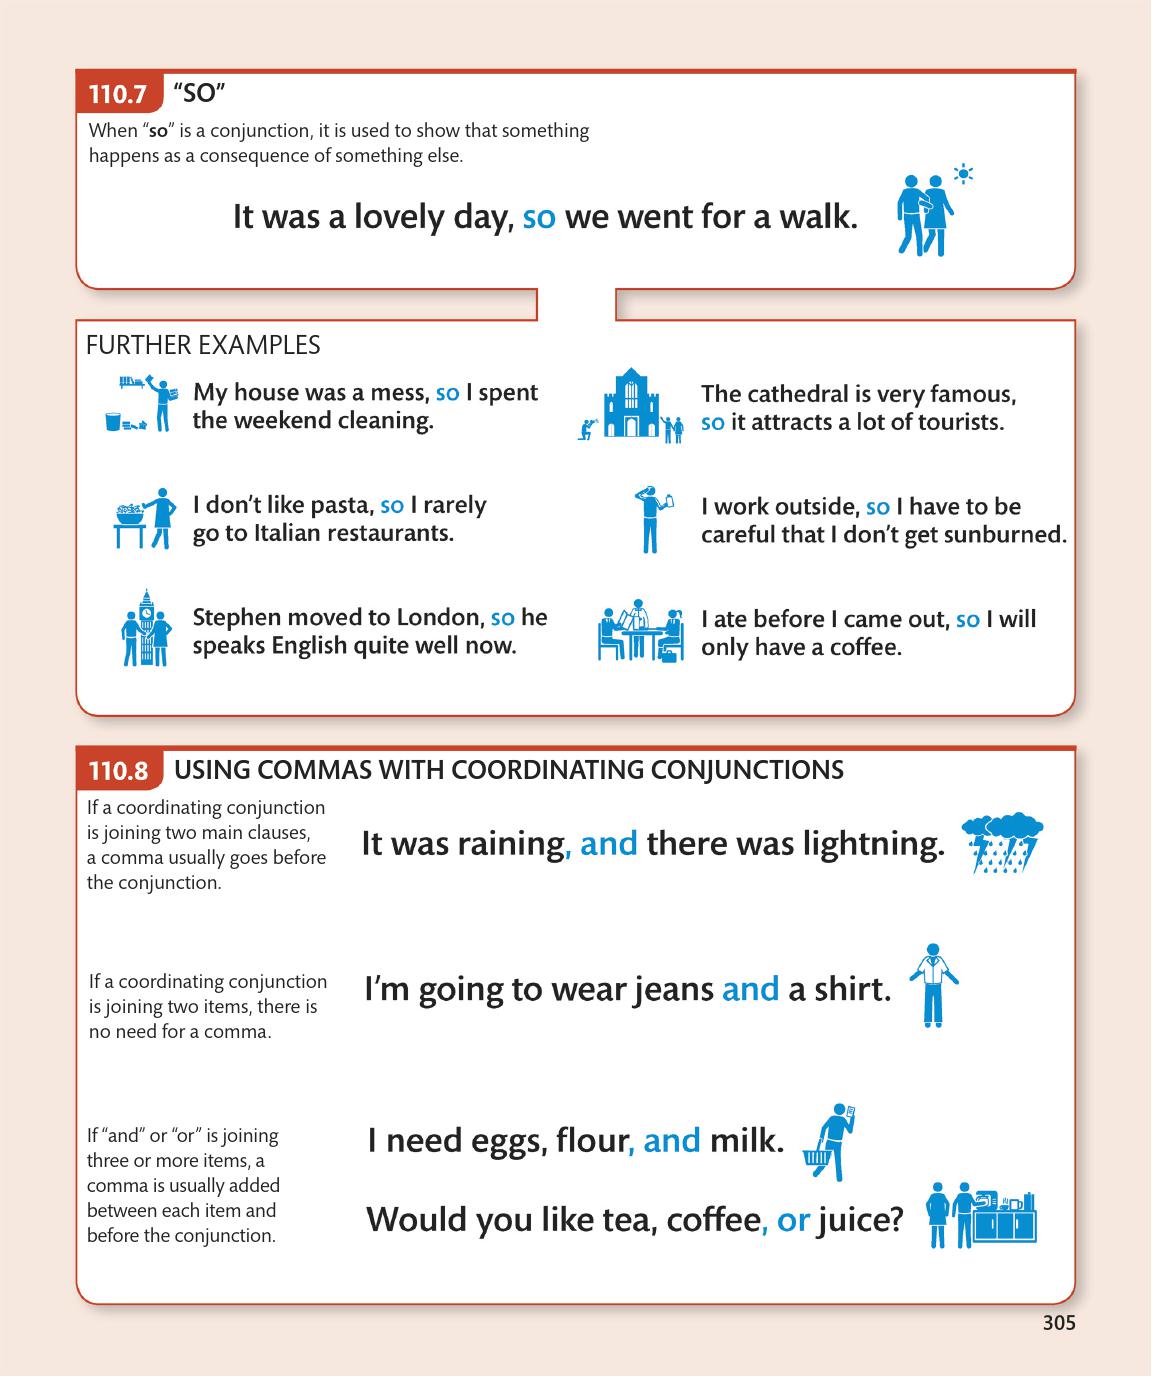 110.7 “SO”
When “so” is a conjunction, it is used to show that something
happens as a consequence of something else.
It was a lovely day, so we went for a walk.
FURTHER EXAMPLES
My house was a mess, so I spent
the weekend cleaning.
The cathedral is very famous,
so it attracts a lot of tourists.
I don’t like pasta, so I rarely
go to Italian restaurants.
I work outside, so I have to be
careful that I don’t get sunburned.
Stephen moved to London, so he
speaks English quite well now.
I ate before I came out, so I will
only have a coffee.
110.8 USING COMMAS WITH COORDINATING CONJUNCTIONS
If a coordinating conjunction
is joining two main clauses,
a comma usually goes before
the conjunction.
It was raining, and there was lightning.
If a coordinating conjunction
is joining two items, there is
no need for a comma.
I’m going to wear jeans and a shirt.
If “and” or “or” is joining
three or more items, a
comma is usually added
between each item and
before the conjunction.
I need eggs, flour, and milk.
Would you like tea, coffee, or juice?
305